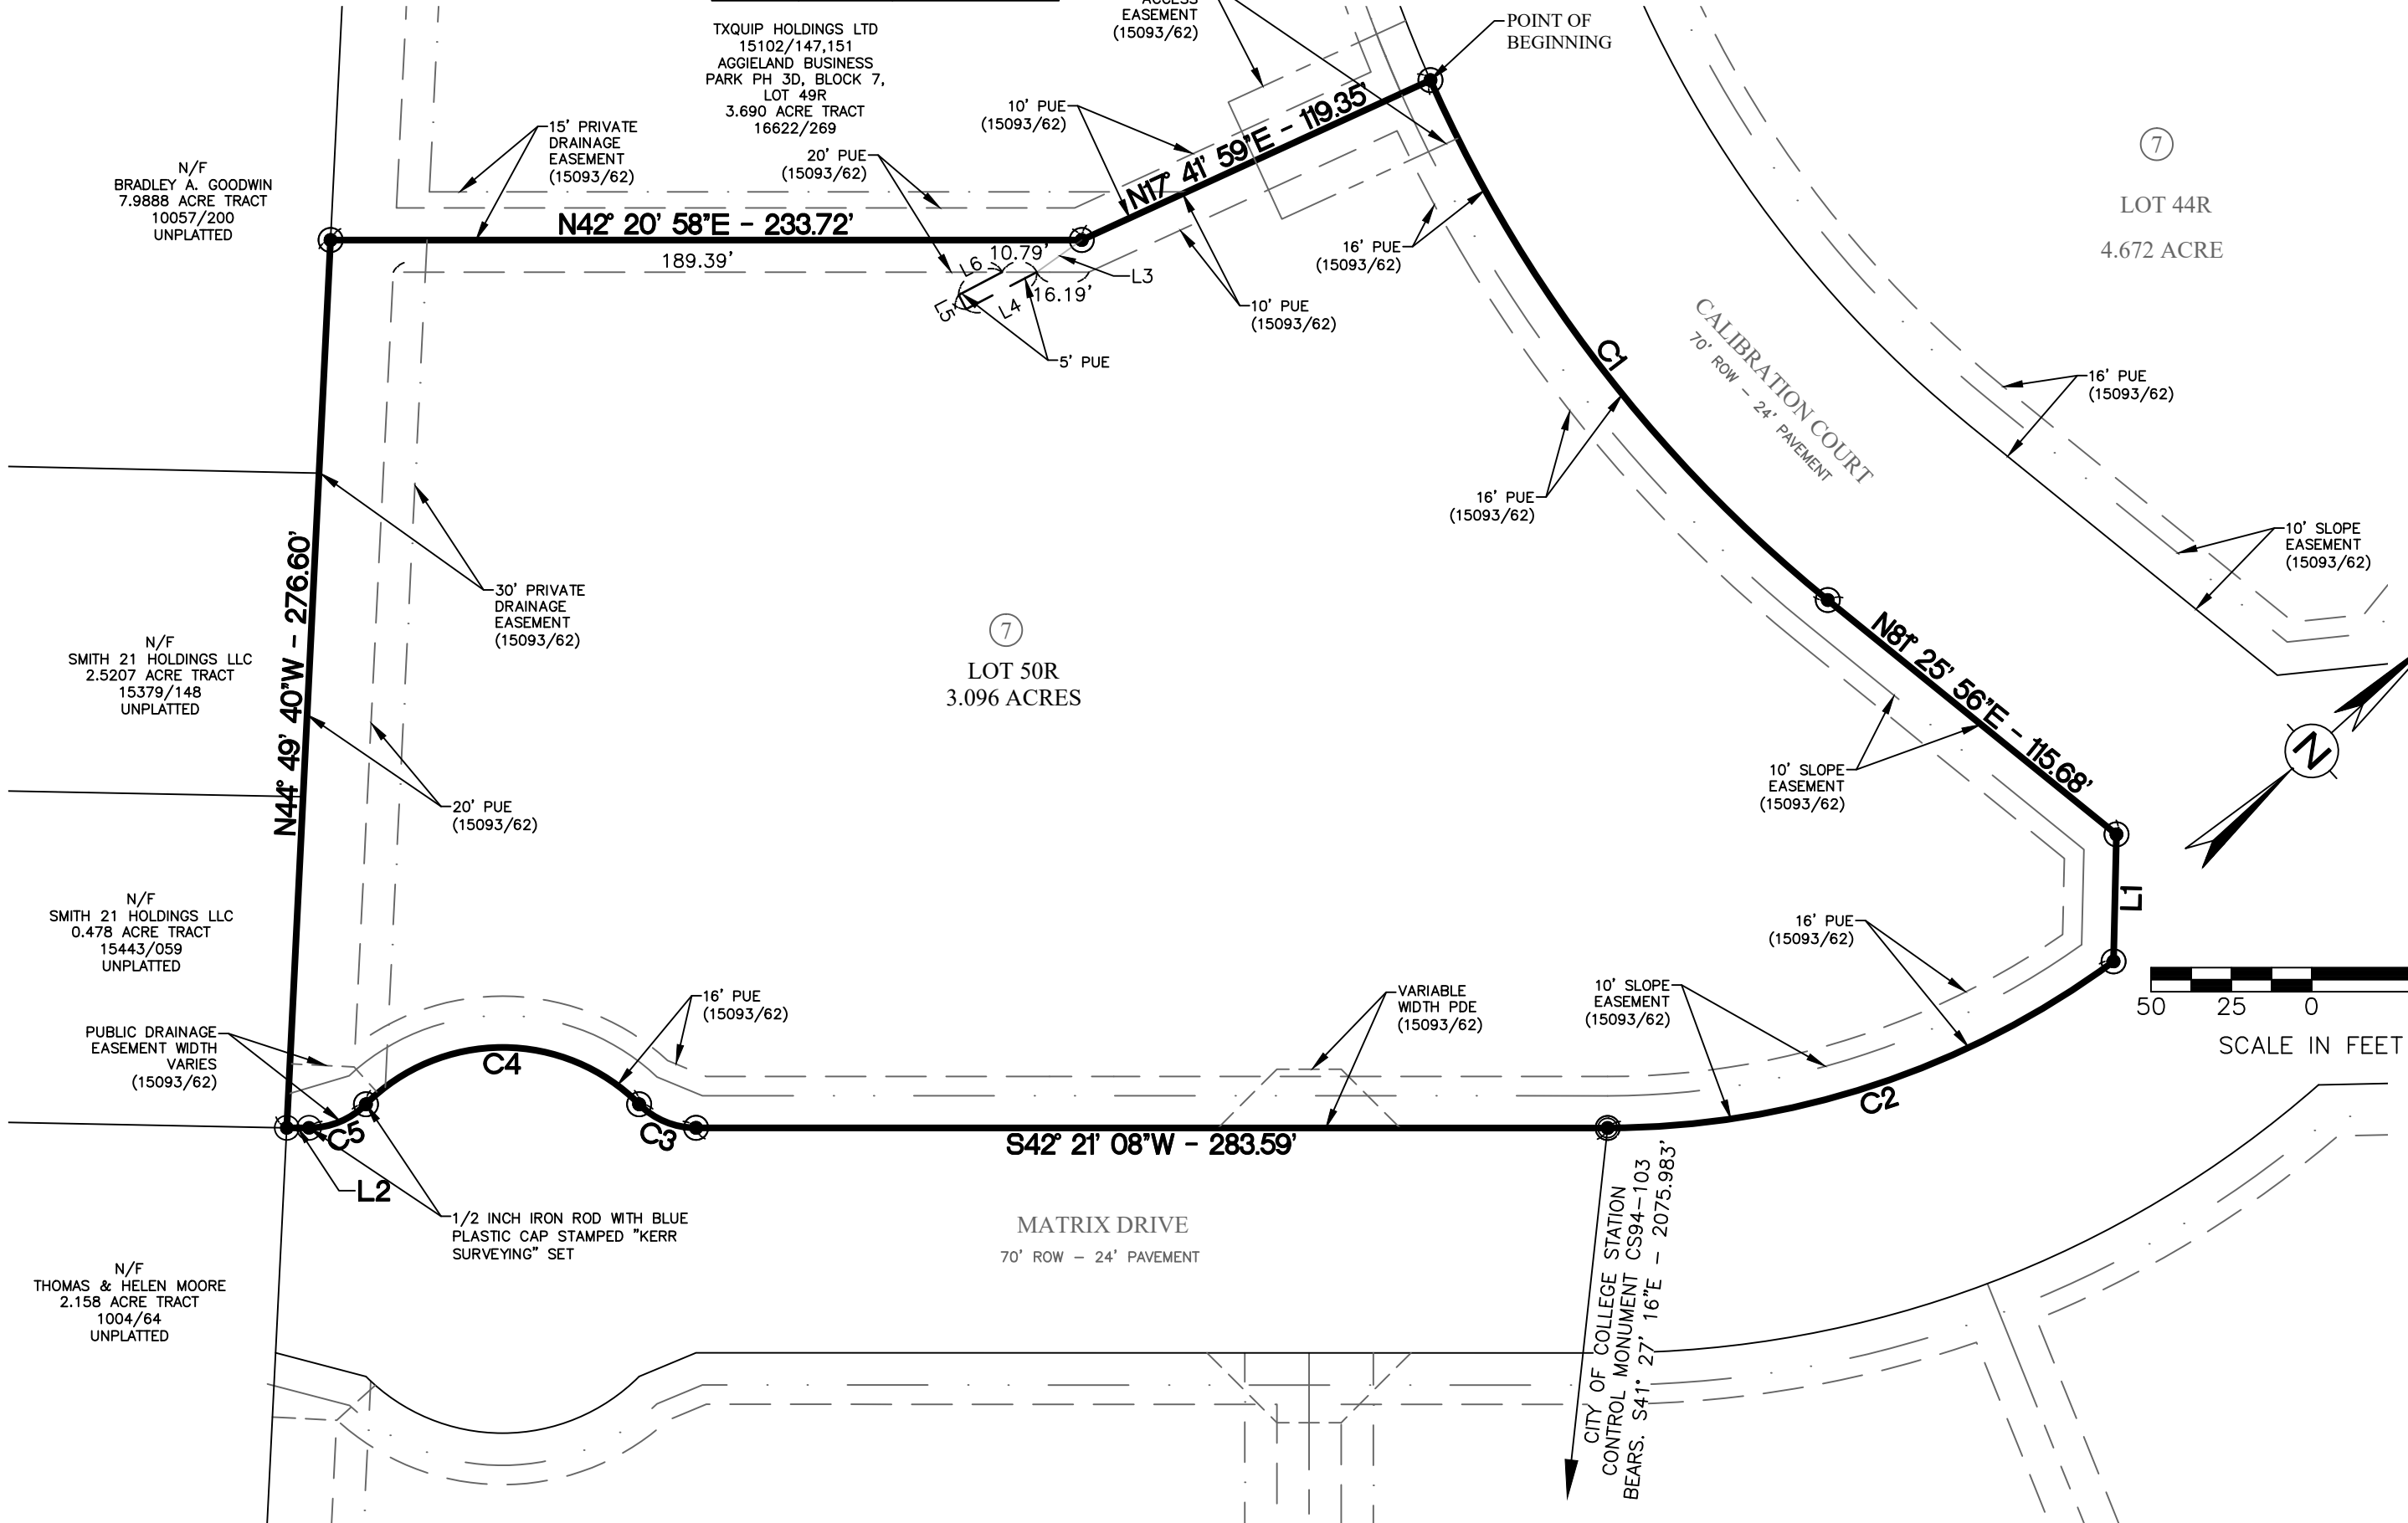 TXQUIP HOLDINGS LTD
15102/147,151
AGGIELAND BUSINESS
PARK PH 3D, BLOCK 7,
LOT 49R
3.690 ACRE TRACT
16622/269
EASEMENT
(15093/62)
POINT OF
BEGINNING
10' PUE
(15093/62)
N17° 41' 59"E - 119.35'
15' PRIVATE
DRAINAGE
EASEMENT
(15093/62)
20' PUE
(15093/62)
N/F
BRADLEY A. GOODWIN
7.9888 ACRE TRACT
10057/200
UNPLATTED
N42° 20' 58"E - 233.72'
189.39'
L6
10.79'
L3
16.19'
L5
L4
5' PUE
10' PUE
(15093/62)
16' PUE
(15093/62)
7
LOT 44R
4.672 ACRE
C1
CALIBRATION COURT
70' ROW - 24' PAVEMENT
16' PUE
(15093/62)
16' PUE
(15093/62)
10' SLOPE
EASEMENT
(15093/62)
N44° 49' 40"W - 276.60'
30' PRIVATE
DRAINAGE
EASEMENT
(15093/62)
7
LOT 50R
3.096 ACRES
N81° 25' 56"E - 115.68'
N/F
SMITH 21 HOLDINGS LLC
2.5207 ACRE TRACT
15379/148
UNPLATTED
20' PUE
(15093/62)
10' SLOPE
EASEMENT
(15093/62)
N
L1
N/F
SMITH 21 HOLDINGS LLC
0.478 ACRE TRACT
15443/059
UNPLATTED
16' PUE
(15093/62)
50 25 0
SCALE IN FEET
PUBLIC DRAINAGE
EASEMENT WIDTH
VARIES
(15093/62)
16' PUE
(15093/62)
VARIABLE
WIDTH PDE
(15093/62)
10' SLOPE
EASEMENT
(15093/62)
C4
C5
C3
C2
L2
S42° 21' 08"W - 283.59'
1/2 INCH IRON ROD WITH BLUE
PLASTIC CAP STAMPED "KERR
SURVEYING" SET
MATRIX DRIVE
70' ROW - 24' PAVEMENT
CITY OF COLLEGE STATION
CONTROL MONUMENT CS94-103
BEARS. S41° 27' 16"E - 2075.983'
N/F
THOMAS & HELEN MOORE
2.158 ACRE TRACT
1004/64
UNPLATTED